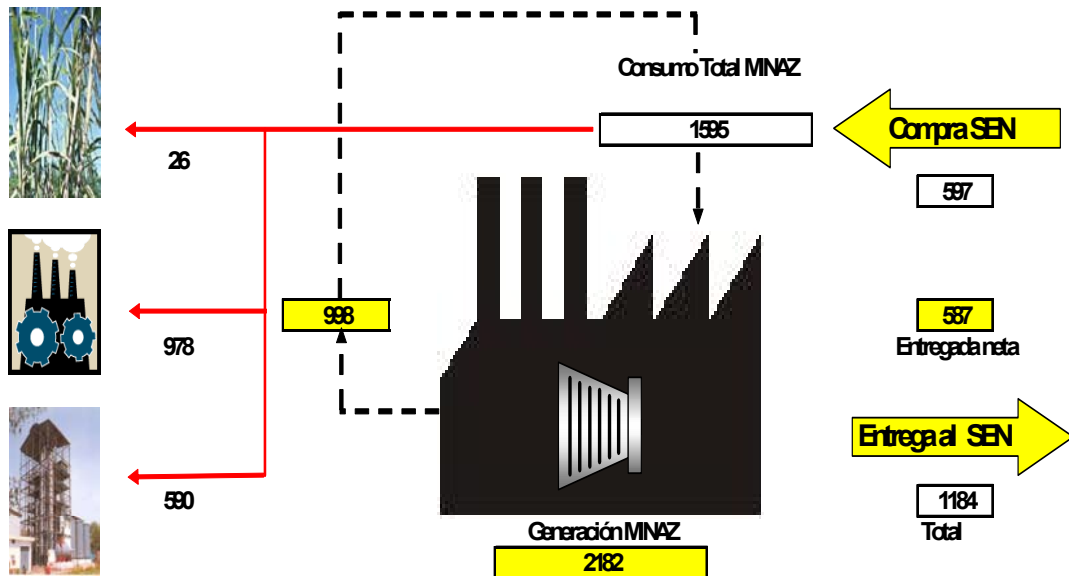 Consumo Total MINAZ
1595
Compra SEN
26
597
998
587
978
Entregada neta
Entrega al SEN
590
1184
Generación MINAZ
Total
2182